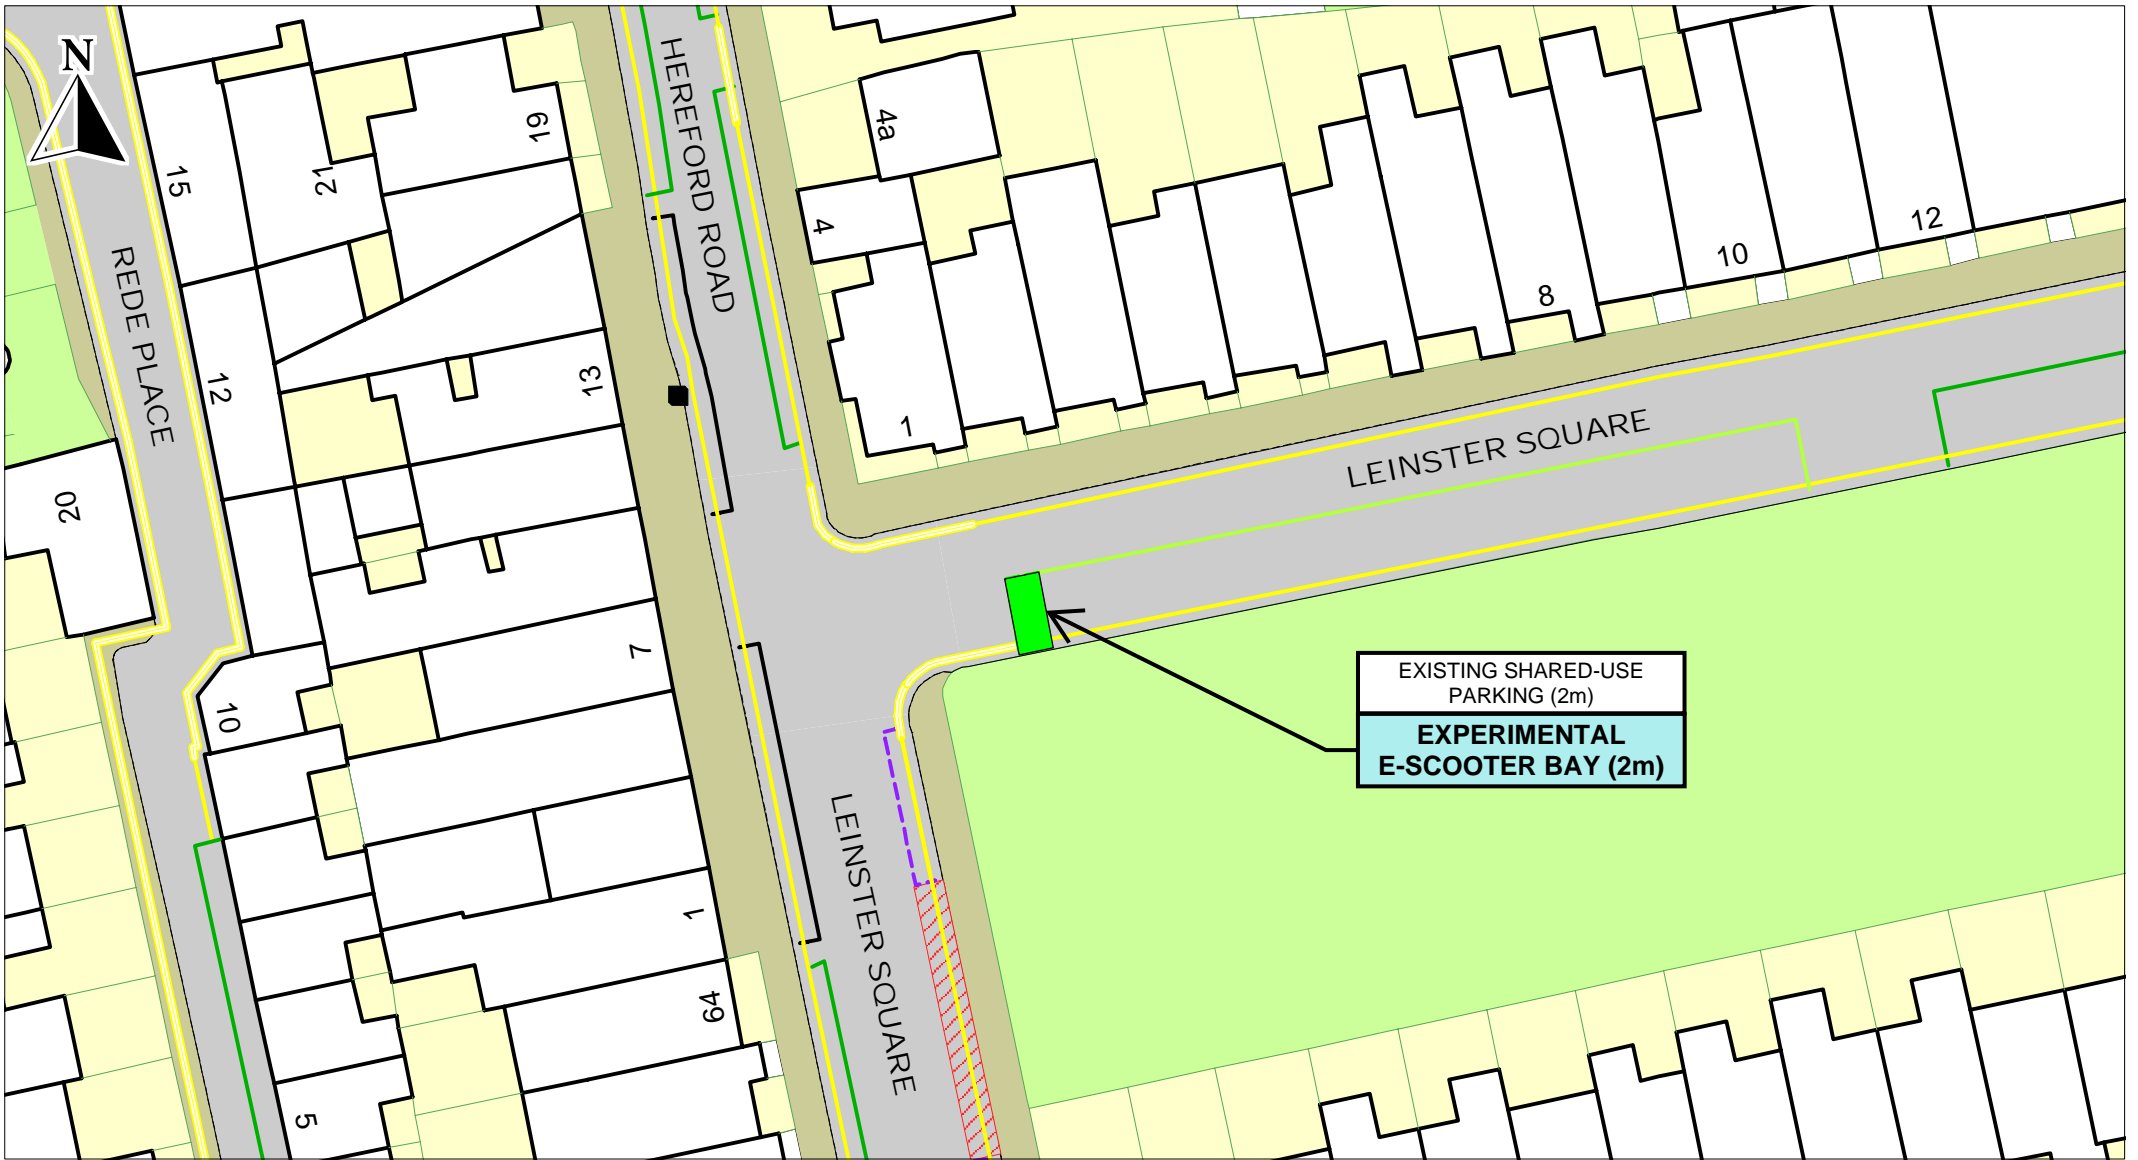 N
HEREFORD ROAD
REDE PLACE
15
21
19
4a
4
12
10
8
12
13
1
20
LEINSTER SQUARE
7
10
EXISTING SHARED-USE
PARKING (2m)
EXPERIMENTAL
E-SCOOTER BAY (2m)
LEINSTER SQUARE
1
64
5